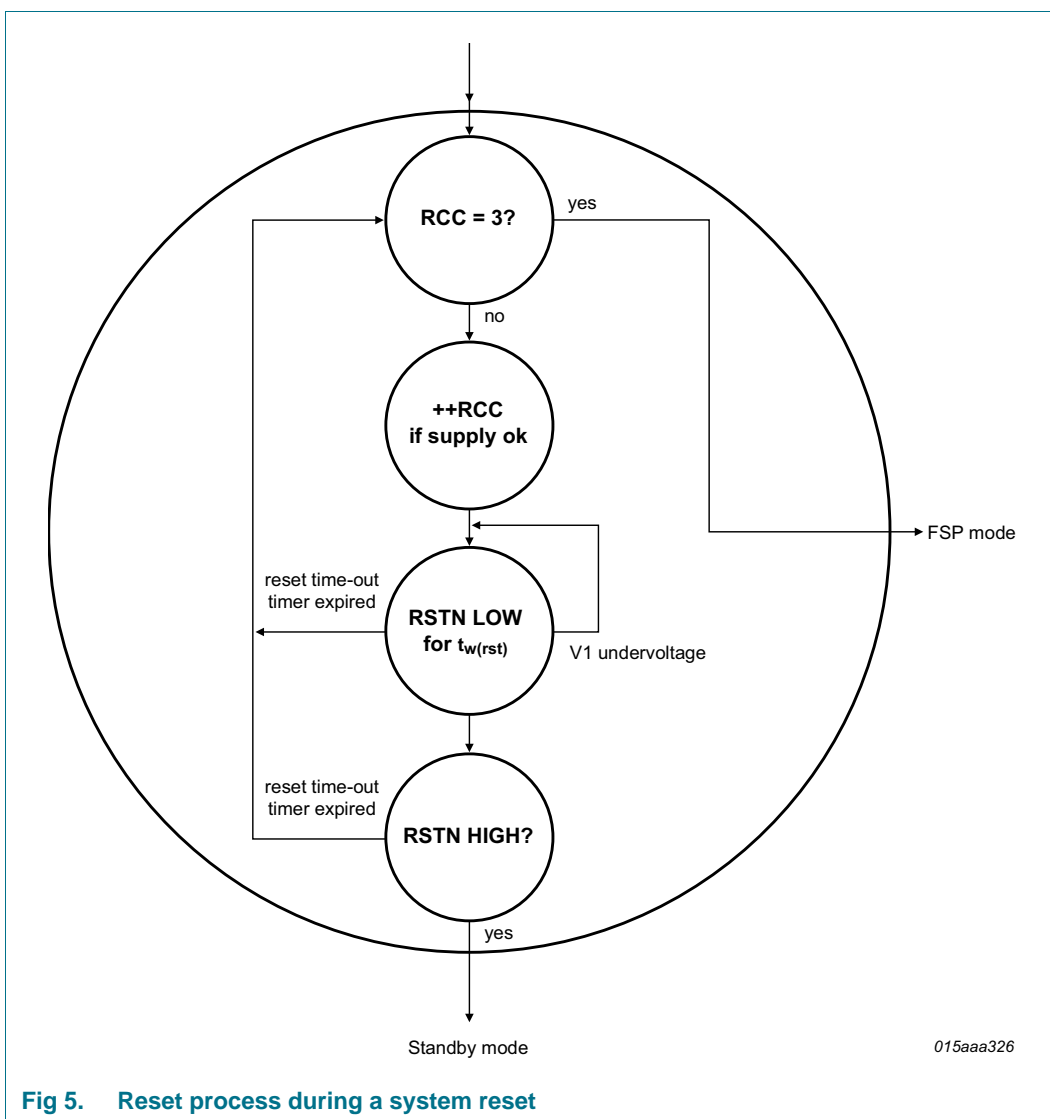 RCC = 3?
yes
no
++RCC
if supply ok
FSP mode
reset time-out
timer expired
RSTN LOW
for tw(rst)
V1 undervoltage
reset time-out
timer expired
RSTN HIGH?
yes
Standby mode
015aaa326
Fig 5. Reset process during a system reset